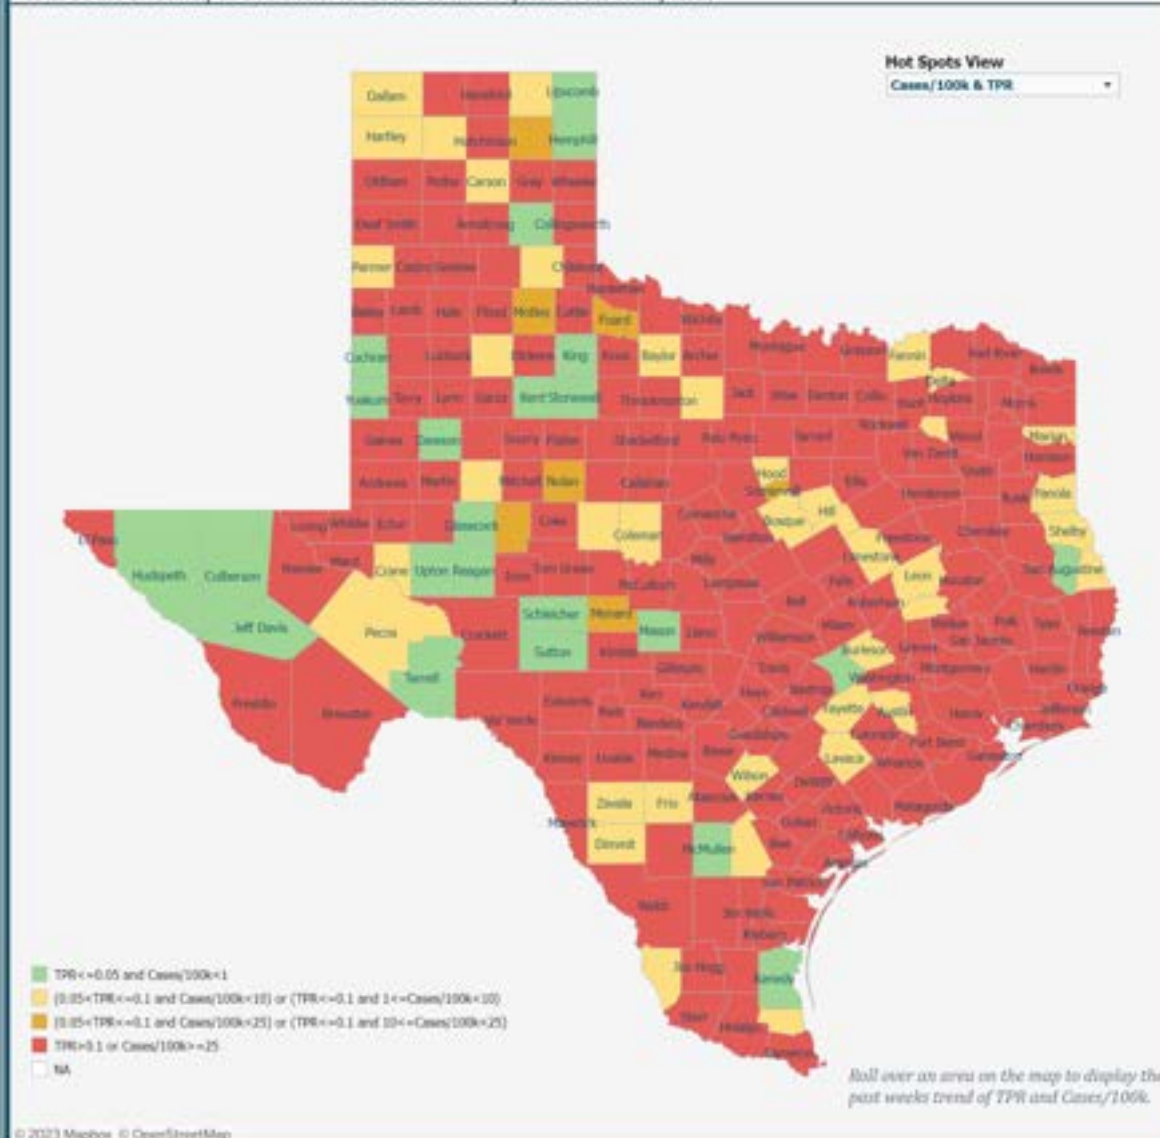 Hot Spots View
Cases/100k & TPR
Dallam Hansford Lipscomb
Hartley Hutchinson Hemphill
Oldham Potter Carson Gray Wheeler
Deaf Smith Armstrong Collingsworth
Parmer Castro Swisher Childress
Hardeman
Bailey Lamb Hale Floyd Motley Cottle Foard Wichita
Cochran Lubbock Dickens King Knox Baylor Archer Montague Grayson Fannin Red River Bowie
Delta
Yoakum Terry Lynn Garza Kent Stonewall Throckmorton Jack Wise Denton Collin Hunt Hopkins Morris
Rockwall
Gaines Dawson Scurry Fisher Shackelford Palo Pinto Tarrant Wood Marion
Van Zandt Harrison
Andrews Martin Mitchell Nolan Callahan Hood Ellis Smith
Somervell Henderson Rusk Panola
Loving Winkler Ector Glasscock Coke Coleman Comanche Bosque Hill Cherokee Shelby
El Paso Hamilton Freestone
Limestone
Hudspeth Culberson Reeves Ward Crane Upton Reagan Irion Tom Green McCulloch Mills Lampasas Falls Leon Houston San Augustine
Bell Robertson
Jeff Davis Pecos Crockett Schleicher Menard Mason Llano Williamson Milam Walker Polk Tyler Newton
San Jacinto
Sutton Kimble Burleson Grimes
Terrell Gillespie Travis Washington Montgomery Hardin
Presidio Brewster Val Verde Edwards Kerr Kendall Hays Bastrop Fayette Austin Orange
Real Bandera Caldwell Harris Jefferson
Guadalupe Colorado Chambers
Fort Bend
Kinney Uvalde Medina Bexar Lavaca Wharton Galveston
Wilson
DeWitt
Zavala Frio Atascosa Karnes Victoria Matagorda
Maverick Goliad
Dimmit McMullen Bee Calhoun
Aransas
San Patricio
Webb Jim Wells
Kleberg
Jim Hogg Kenedy
Starr Hidalgo
Cameron
TPR<=0.05 and Cases/100k<1
(0.05<TPR<=0.1 and Cases/100k<10) or (TPR<=0.1 and 1<=Cases/100k<10)
(0.05<TPR<=0.1 and Cases/100k<25) or (TPR<=0.1 and 10<=Cases/100k<25)
TPR>0.1 or Cases/100k>=25
NA
Roll over an area on the map to display the
past weeks trend of TPR and Cases/100k.
© 2023 Mapbox © OpenStreetMap